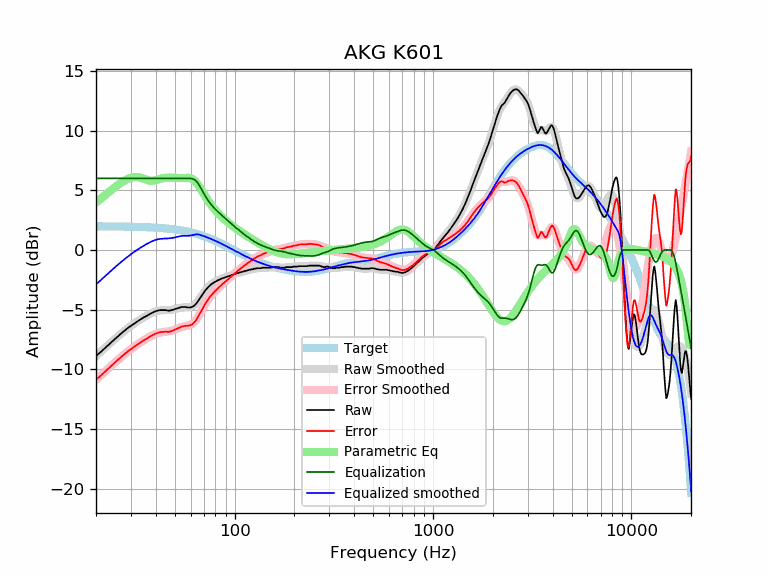 AKG K601
15
10
5
0
−5
−10
−15
−20
Amplitude (dBr)
Target
Raw Smoothed
Error Smoothed
Raw
Error
Parametric Eq
Equalization
Equalized smoothed
100
1000
10000
Frequency (Hz)